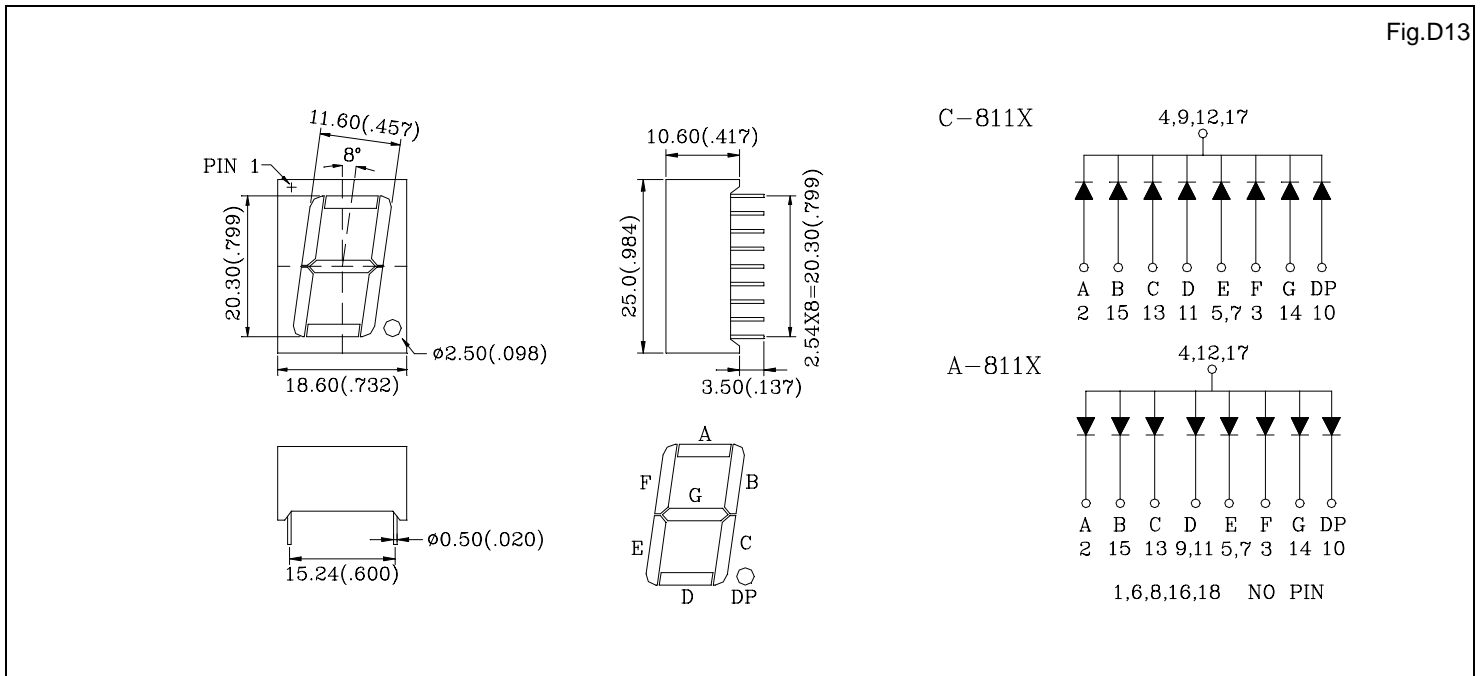 Fig.D13
11.60(.457)
8°
PIN 1
20.30(.799)
ø2.50(.098)
18.60(.732)
10.60(.417)
25.0(.984)
2.54X8=20.30(.799)
3.50(.137)
15.24(.600)
ø0.50(.020)
A
F B
G
E C
D DP
C-811X
4,9,12,17
A B C D E F G DP
2 15 13 11 5,7 3 14 10
A-811X
4,12,17
A B C D E F G DP
2 15 13 9,11 5,7 3 14 10
1,6,8,16,18 NO PIN